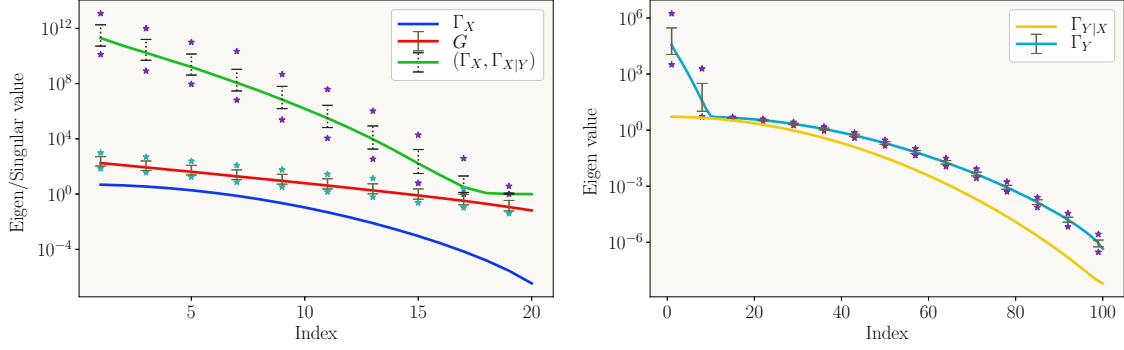 Eigen/Singular value
10^{12}
10^{8}
10^{4}
10^{0}
10^{-4}
5
10
15
20
Index
Γ_X
G
(Γ_X, Γ_{X|Y})
Eigen value
10^{6}
10^{3}
10^{0}
10^{-3}
10^{-6}
0
20
40
60
80
100
Index
Γ_{Y|X}
Γ_Y